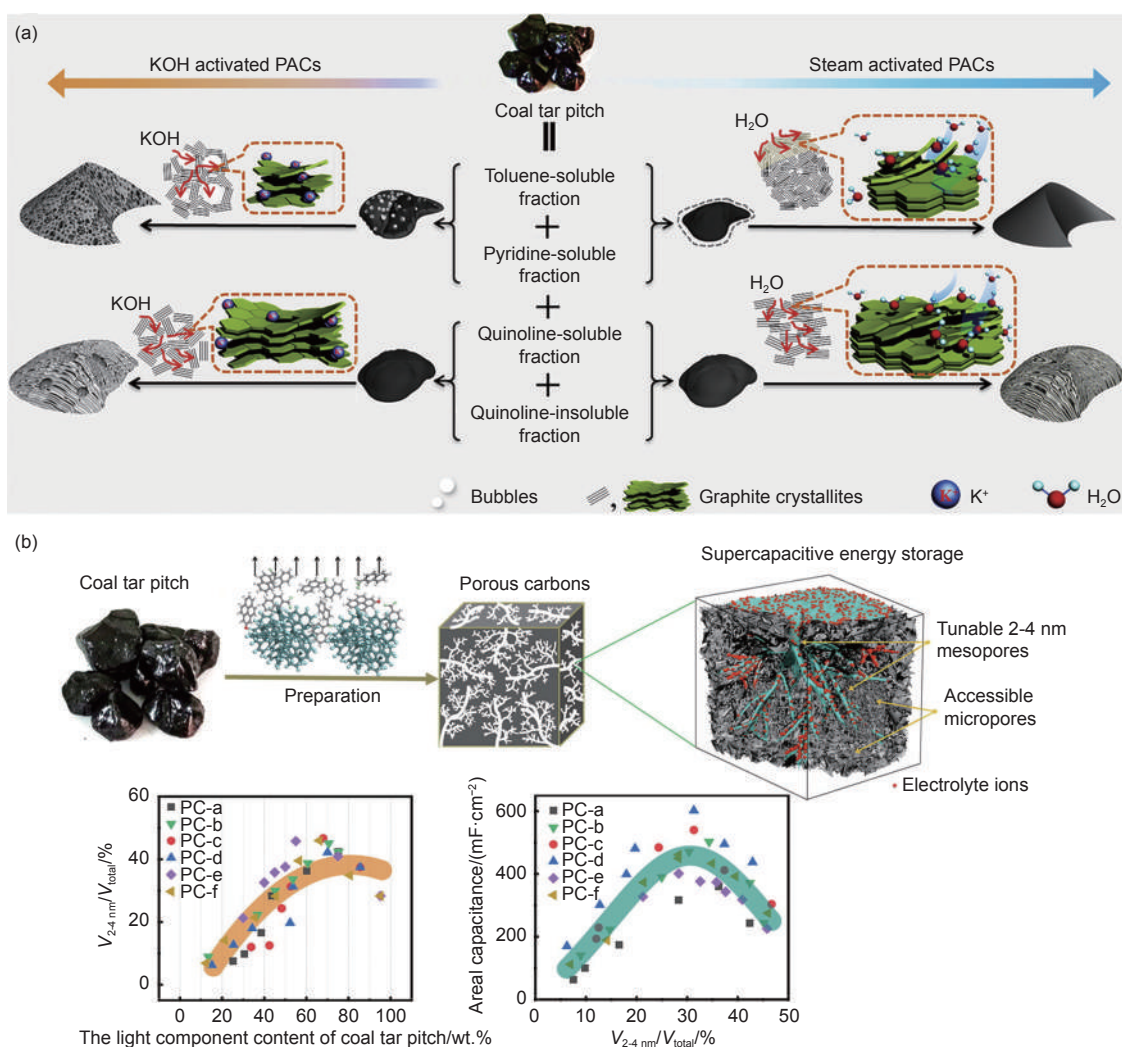 (a)
KOH activated PACs
Steam activated PACs
Coal tar pitch
KOH
H₂O
Toluene-soluble
fraction
+
Pyridine-soluble
fraction
+
KOH
H₂O
Quinoline-soluble
fraction
+
Quinoline-insoluble
fraction
Bubbles
, Graphite crystallites
K⁺
K⁺
H₂O
(b)
Supercapacitive energy storage
Coal tar pitch
Porous carbons
Tunable 2-4 nm
mesopores
Preparation
Accessible
micropores
Electrolyte ions
60
40
20
0
V₂₋₄ ₙₘ/V_total/%
PC-a
PC-b
PC-c
PC-d
PC-e
PC-f
0 20 40 60 80 100
The light component content of coal tar pitch/wt.%
600
400
200
0
Areal capacitance/(mF·cm⁻²)
PC-a
PC-b
PC-c
PC-d
PC-e
PC-f
0 10 20 30 40 50
V₂₋₄ ₙₘ/V_total/%